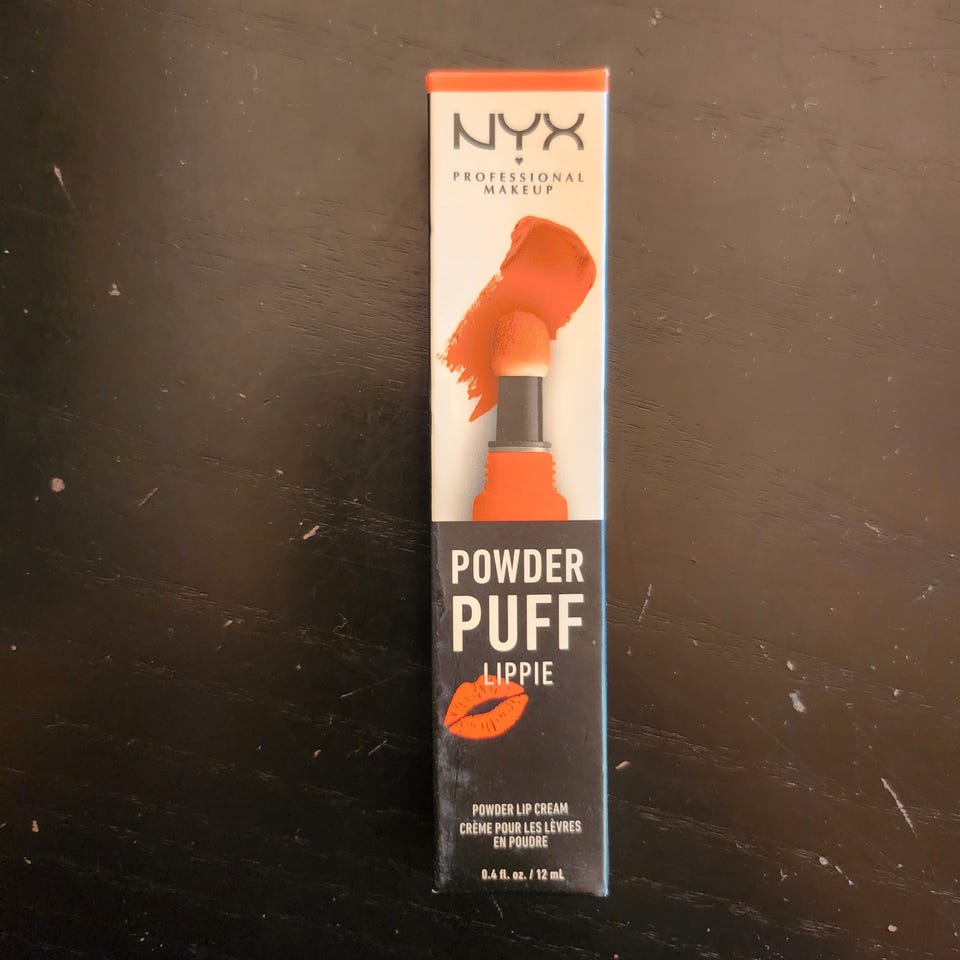 NYX
PROFESSIONAL
MAKEUP
POWDER
PUFF
LIPPIE
POWDER LIP CREAM
CRÈME POUR LES LÈVRES
EN POUDRE
0.4 fl. oz. / 12 mL